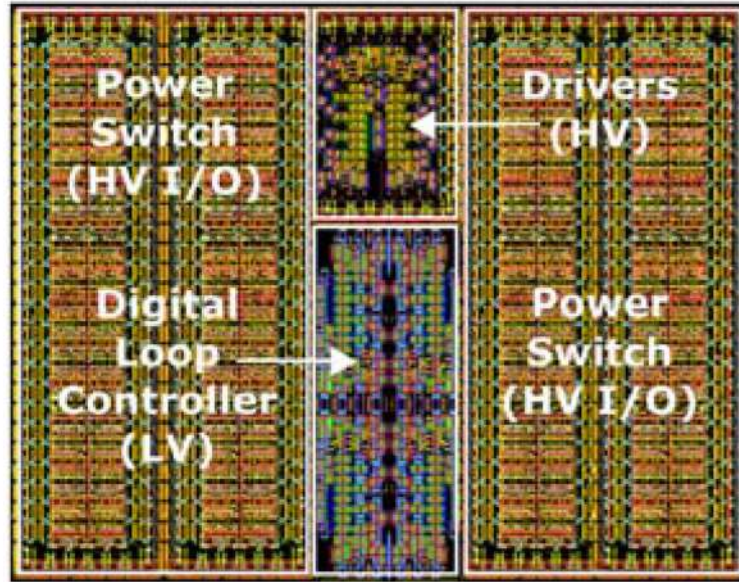 Power
Switch
(HV I/O)
Drivers
(HV)
Digital
Loop
Controller
(LV)
Power
Switch
(HV I/O)